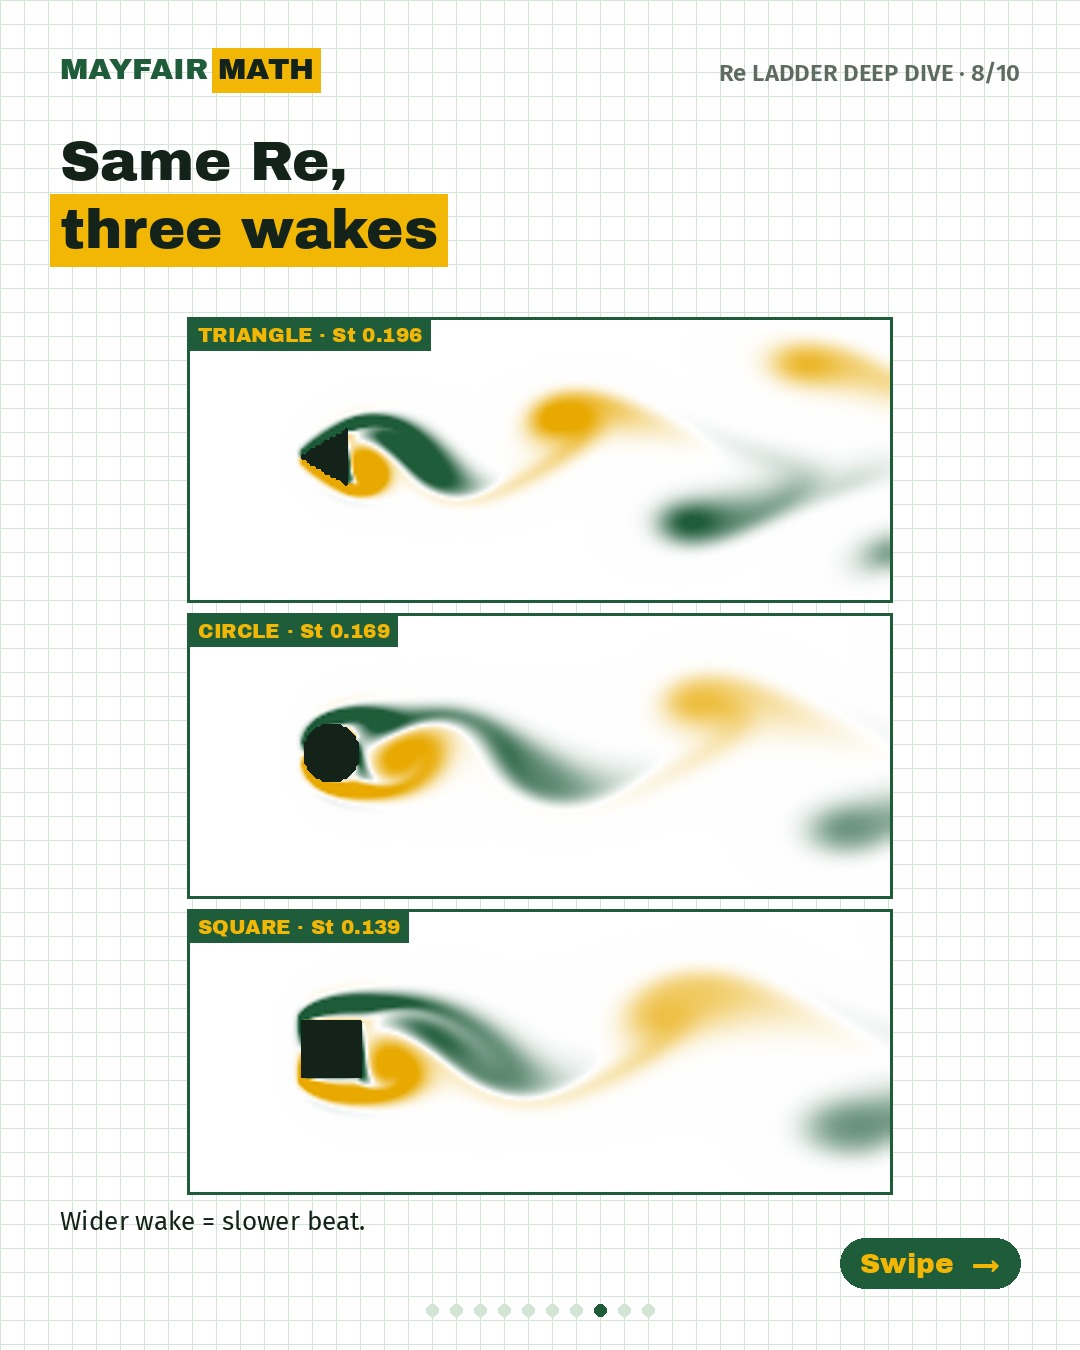 MAYFAIR MATH
Re LADDER DEEP DIVE · 8/10
Same Re,
three wakes
TRIANGLE · St 0.196
CIRCLE · St 0.169
SQUARE · St 0.139
Wider wake = slower beat.
Swipe →